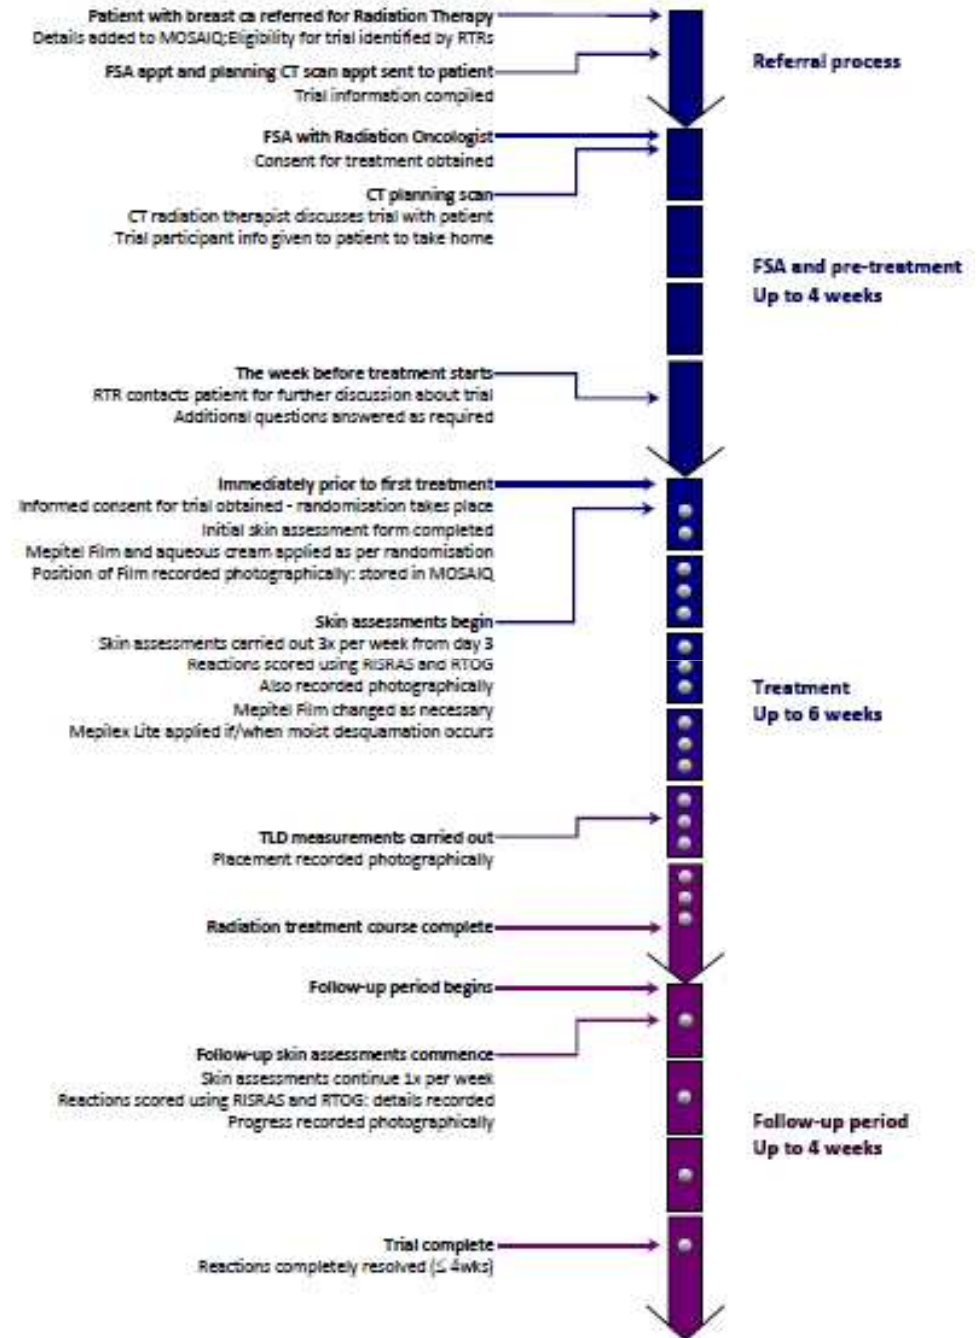 Patient with breast ca referred for Radiation Therapy
Details added to MOSAIQ;Eligibility for trial identified by RTRs
FSA appt and planning CT scan appt sent to patient
Trial information compiled
Referral process
FSA with Radiation Oncologist
Consent for treatment obtained
CT planning scan
CT radiation therapist discusses trial with patient
Trial participant info given to patient to take home
FSA and pre-treatment
Up to 4 weeks
The week before treatment starts
RTR contacts patient for further discussion about trial
Additional questions answered as required
Immediately prior to first treatment
Informed consent for trial obtained - randomisation takes place
Initial skin assessment form completed
Mepitel Film and aqueous cream applied as per randomisation
Position of Film recorded photographically: stored in MOSAIQ
Skin assessments begin
Skin assessments carried out 3x per week from day 3
Reactions scored using RISRAS and RTOG
Also recorded photographically
Mepitel Film changed as necessary
Mepilex Lite applied if/when moist desquamation occurs
Treatment
Up to 6 weeks
TLD measurements carried out
Placement recorded photographically
Radiation treatment course complete
Follow-up period begins
Follow-up skin assessments commence
Skin assessments continue 1x per week
Reactions scored using RISRAS and RTOG: details recorded
Progress recorded photographically
Follow-up period
Up to 4 weeks
Trial complete
Reactions completely resolved (≤ 4wks)